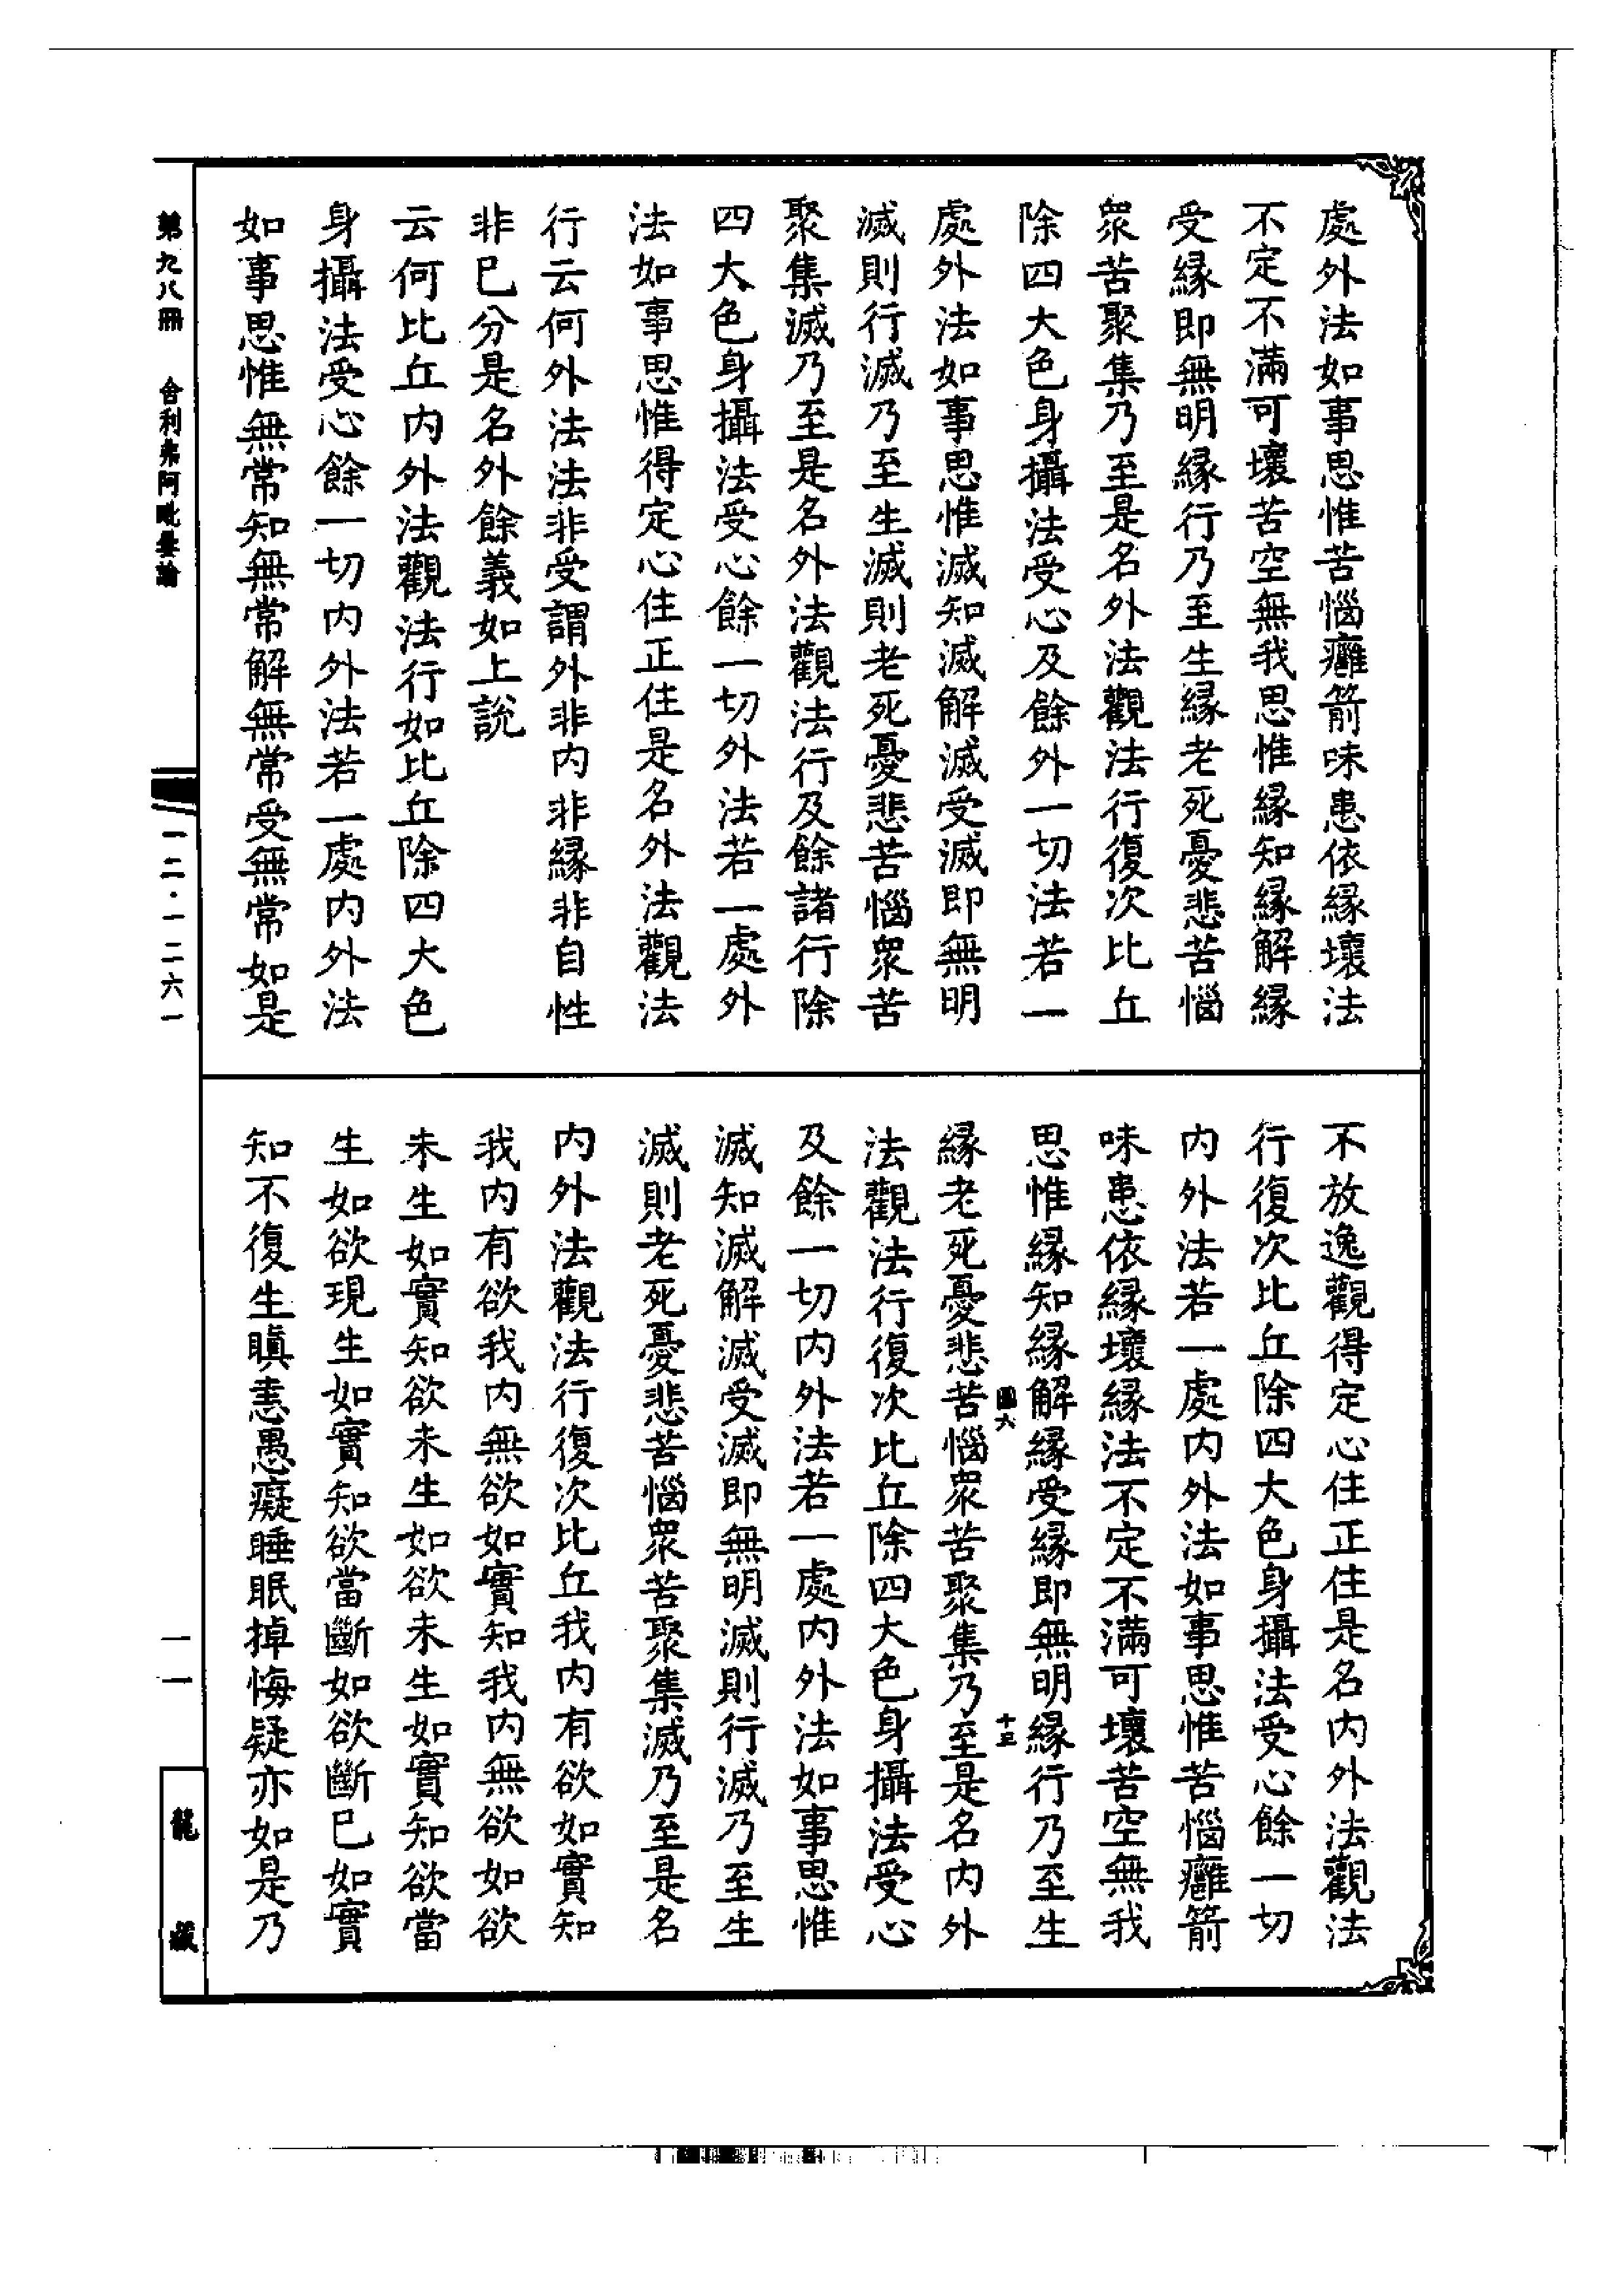 處外法如事思惟苦惱癰箭味患依緣壞法
不定不滿可壞苦空無我思惟緣知緣解緣
受緣即無明緣行乃至生緣老死憂悲苦惱
衆苦聚集乃至是名外法觀法行復次比丘
除四大色身攝法受心及餘外一切法若一
處外法如事思惟滅知滅解滅受滅即無明
滅則行滅乃至生滅則老死憂悲苦惱衆苦
聚集滅乃至是名外法觀法行及餘諸行除
四大色身攝法受心餘一切外法若一處外
法如事思惟得定心住正住是名外法觀法
行云何外法法非受謂外非内非緣非自性
非巳分是名外餘義如上說
云何比丘内外法觀法行如比丘除四大色
身攝法受心餘一切内外法若一處内外法
如事思惟無常知無常解無常受無常如是
不放逸觀得定心住正住是名内外法觀法
行復次比丘除四大色身攝法受心餘一切
内外法若一處内外法如事思惟苦惱癰箭
味患依緣壞緣法不定不滿可壞苦空無我
思惟緣知緣解緣受緣即無明緣行乃至生
圖六 十五
緣老死憂悲苦惱衆苦聚集乃至是名内外
法觀法行復次比丘除四大色身攝法受心
及餘一切内外法若一處内外法如事思惟
滅知滅解滅受滅即無明滅則行滅乃至生
滅則老死憂悲苦惱衆苦聚集滅乃至是名
内外法觀法行復次比丘我内有欲如實知
我内有欲我内無欲如實知我内無欲如欲
未生如實知欲未生如欲未生如實知欲當
生如欲現生如實知欲當斷如欲斷巳如實
知不復生瞋恚愚癡睡眠掉悔疑亦如是乃
第九八冊 舍利弗阿毗曇論
一二·一二六一
一一
龍藏